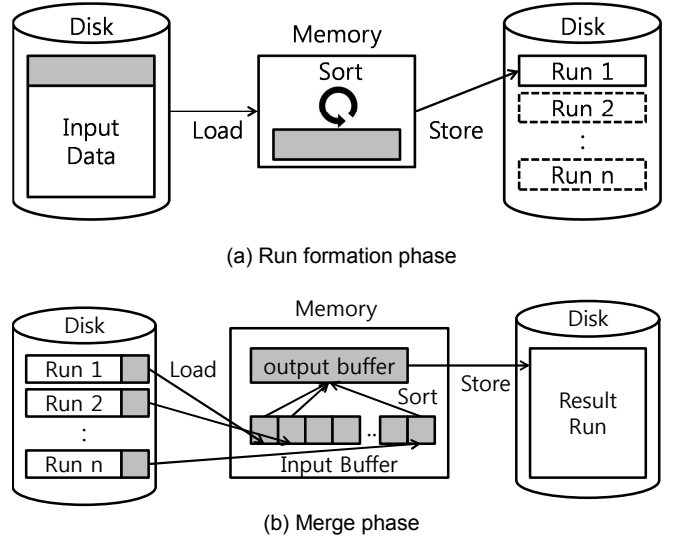 Disk
Memory
Disk
Input
Data
Load
Sort
Store
Run 1
Run 2
:
Run n
(a) Run formation phase
Disk
Memory
Disk
Run 1
Run 2
:
Run n
Load
output buffer
Sort
..
Input Buffer
Store
Result
Run
(b) Merge phase